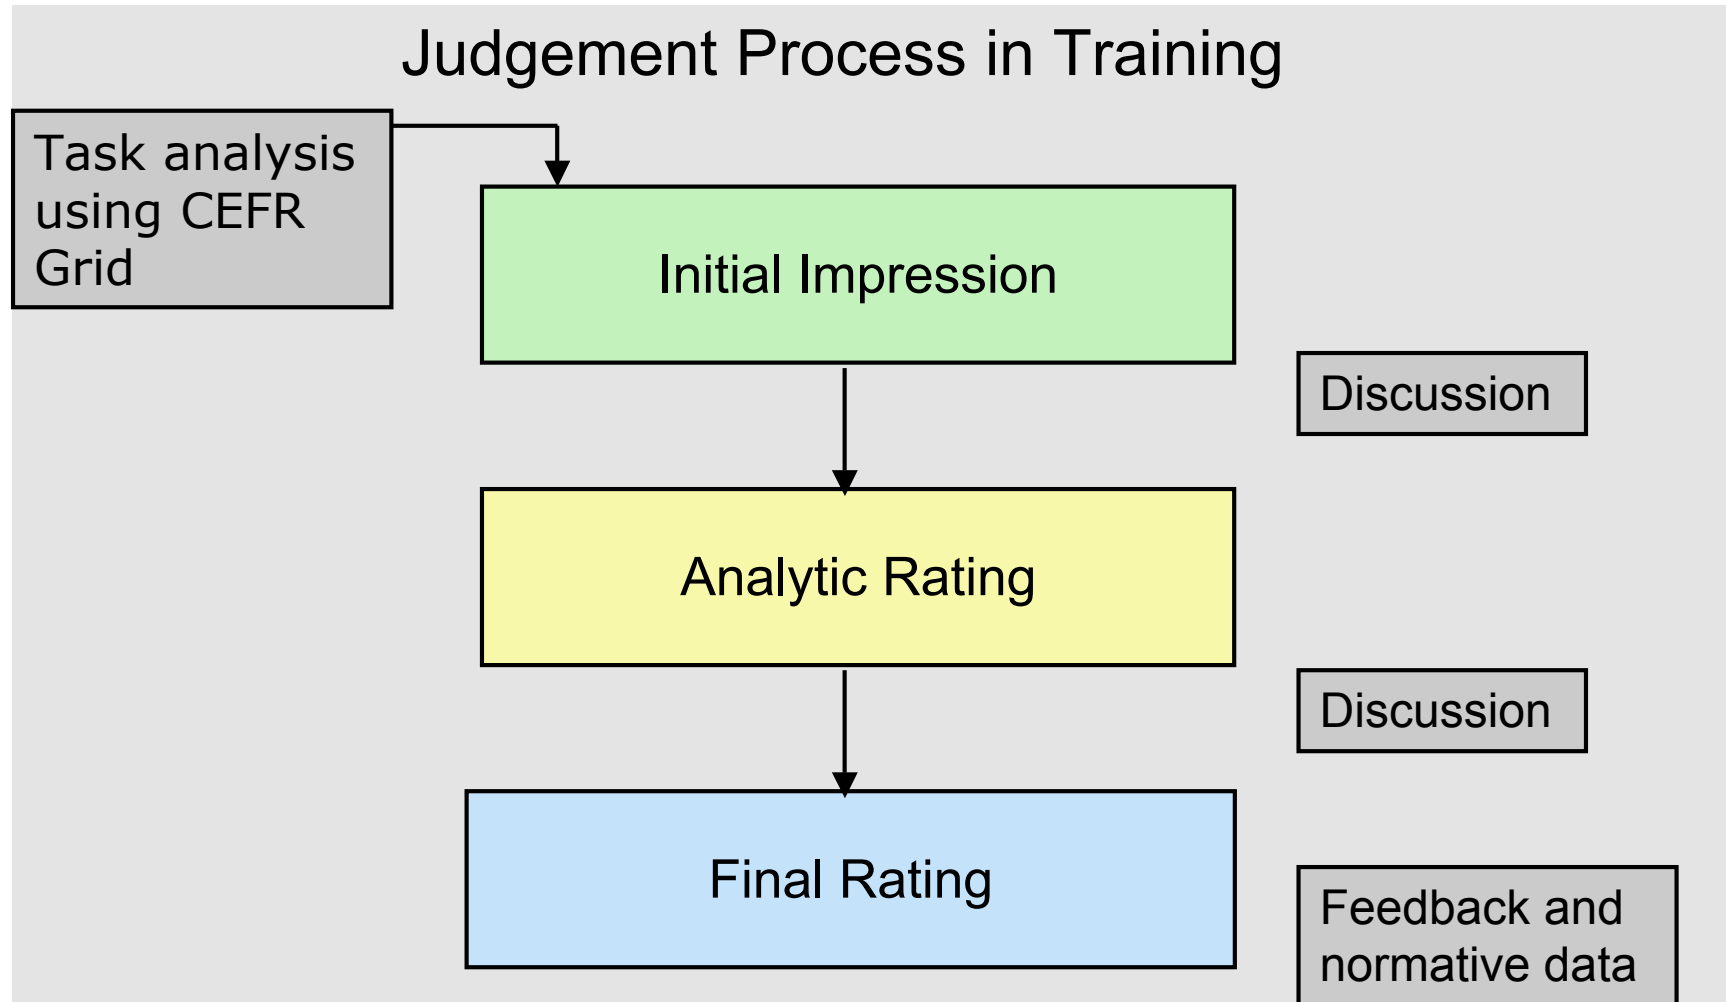 Judgement Process in Training
Task analysis
using CEFR
Grid
Initial Impression
Discussion
Analytic Rating
Discussion
Final Rating
Feedback and
normative data